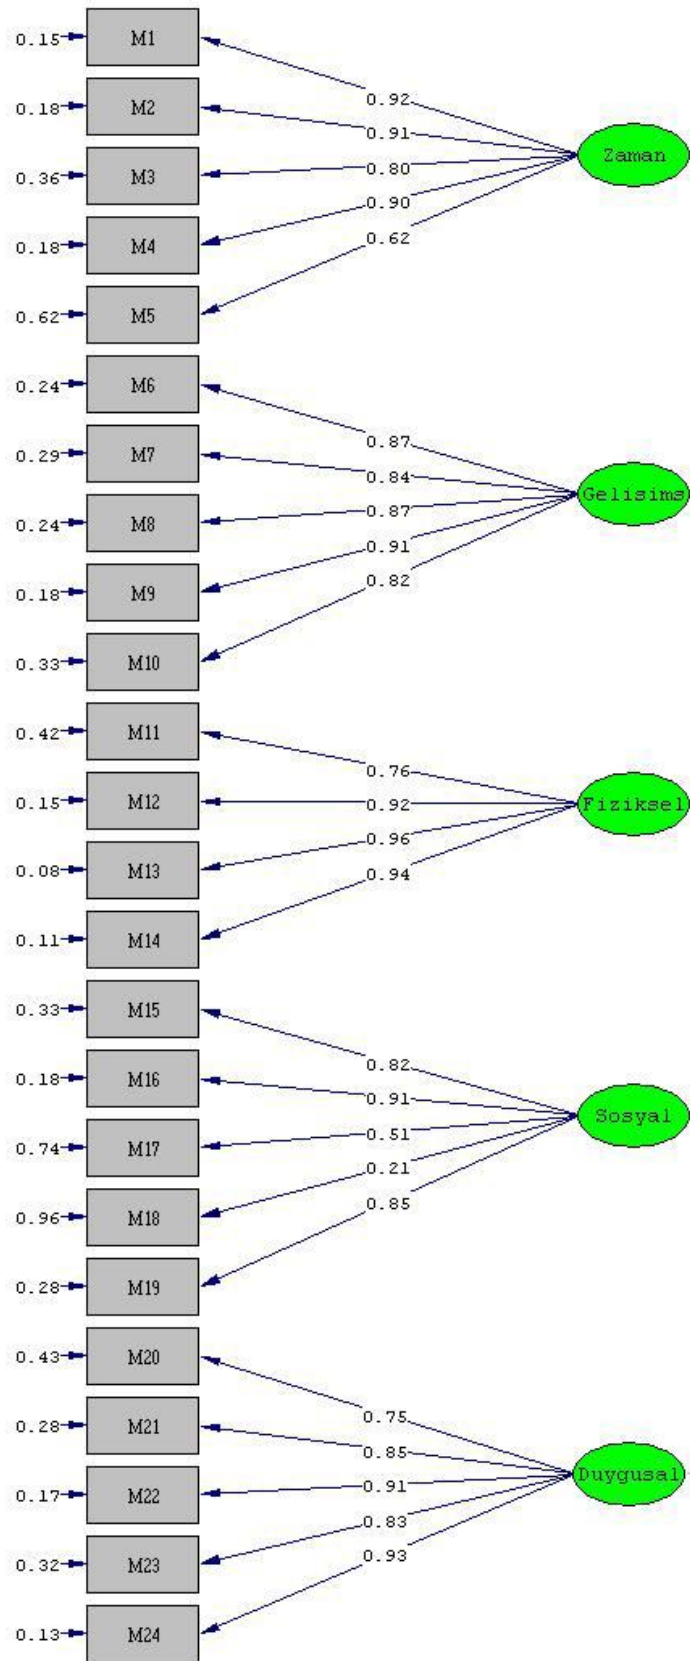 0.15 M1
0.92
0.18 M2
0.91
Zaman
0.36 M3
0.80
0.90
0.18 M4
0.62
0.62 M5
0.24 M6
0.87
0.29 M7
0.84
Gelisims
0.24 M8
0.87
0.91
0.18 M9
0.82
0.33 M10
0.42 M11
0.76
0.15 M12
0.92
Fiziksel
0.96
0.08 M13
0.94
0.11 M14
0.33 M15
0.82
0.18 M16
0.91
Sosyal
0.74 M17
0.51
0.21
0.96 M18
0.85
0.28 M19
0.43 M20
0.75
0.28 M21
0.85
Duygusal
0.91
0.17 M22
0.83
0.93
0.32 M23
0.13 M24